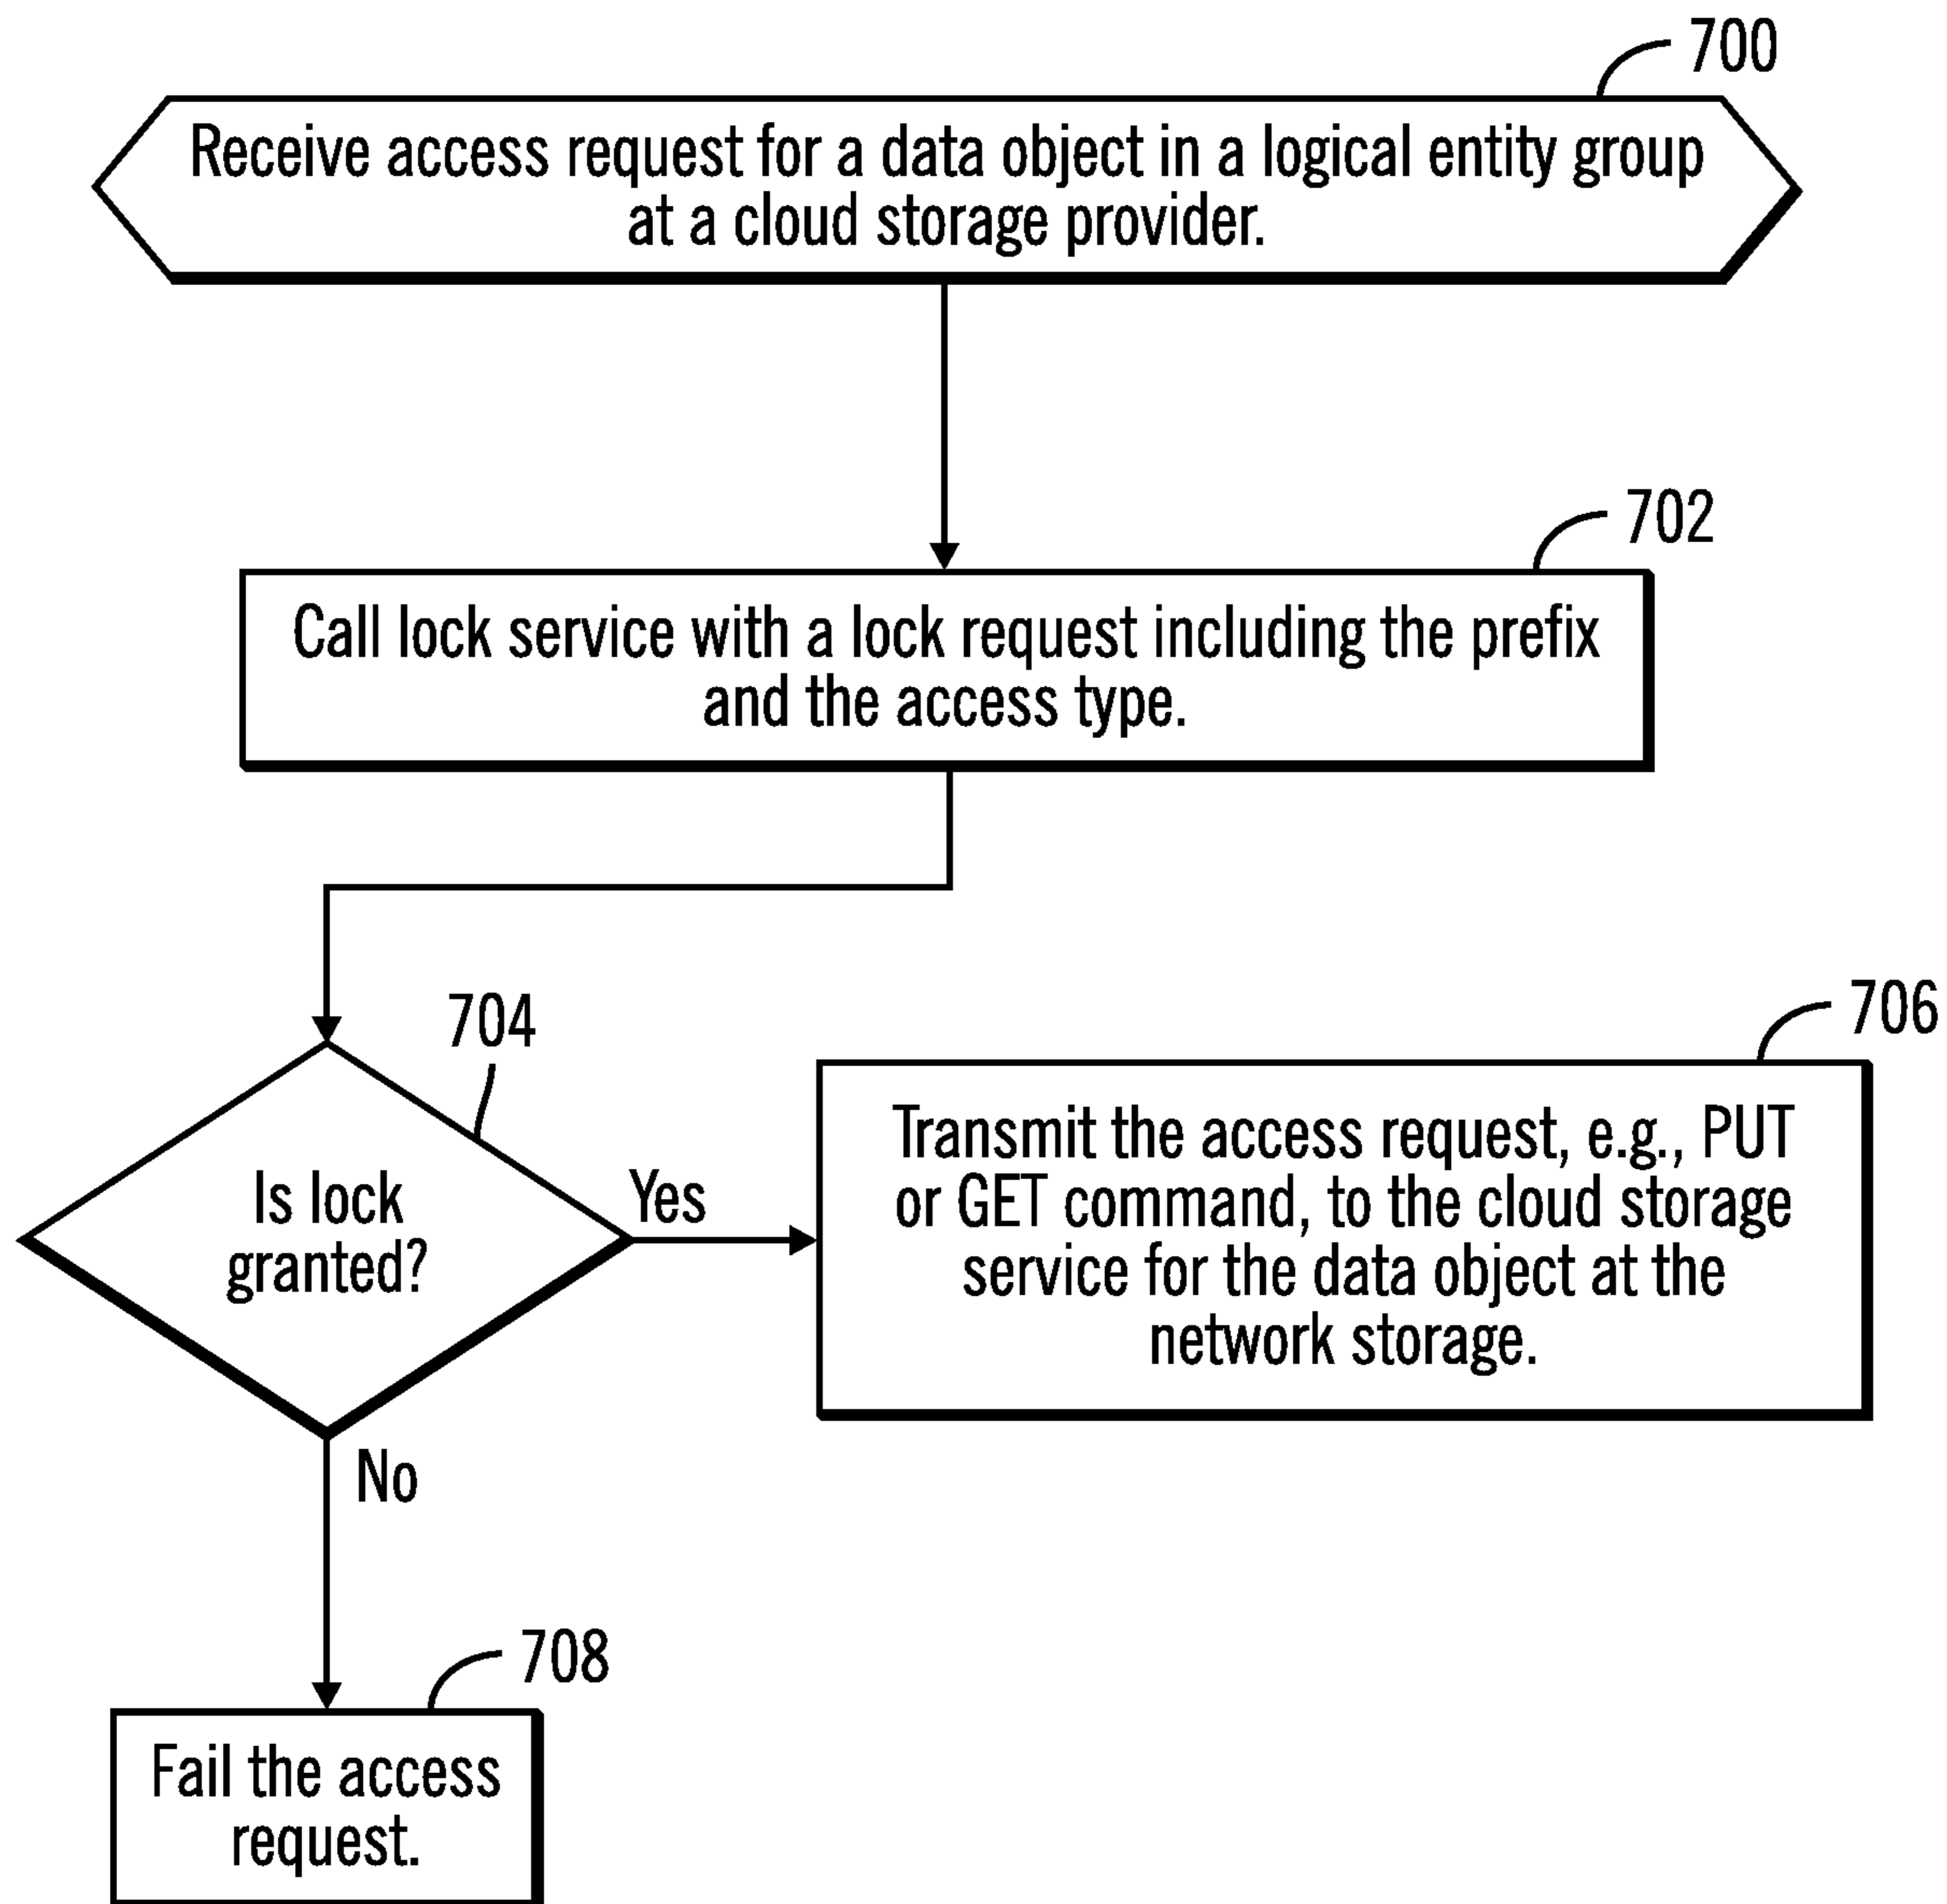 700
Receive access request for a data object in a logical entity group
at a cloud storage provider.
702
Call lock service with a lock request including the prefix
and the access type.
704
Is lock
granted?
Yes
706
Transmit the access request, e.g., PUT
or GET command, to the cloud storage
service for the data object at the
network storage.
No
708
Fail the access
request.